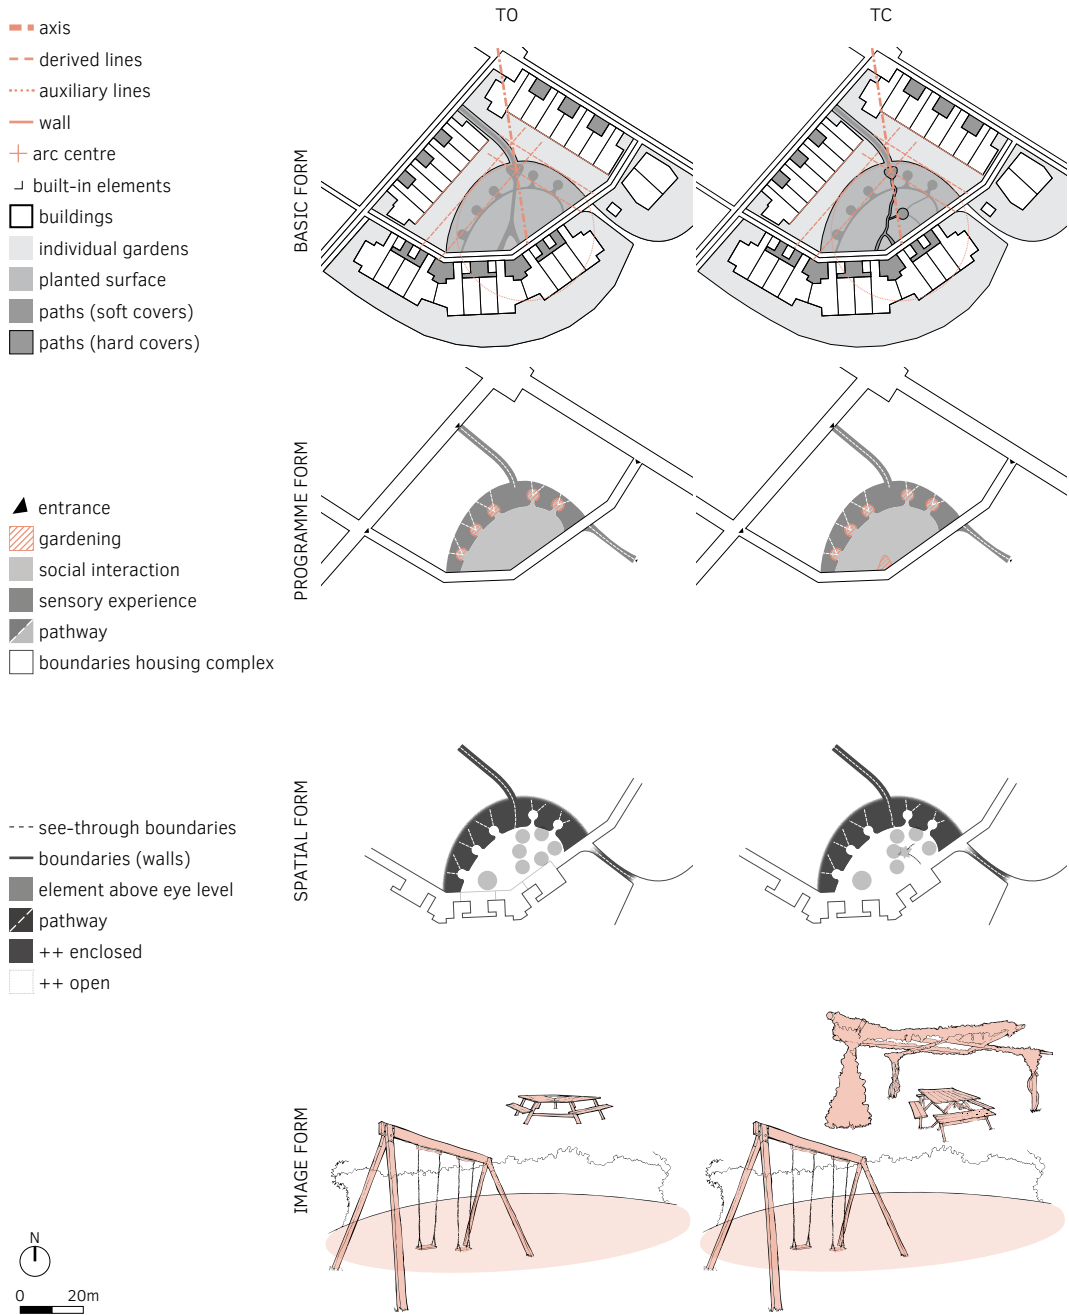 TO
TC
axis
derived lines
auxiliary lines
wall
arc centre
built-in elements
buildings
individual gardens
planted surface
paths (soft covers)
paths (hard covers)
BASIC FORM
entrance
gardening
social interaction
sensory experience
pathway
boundaries housing complex
PROGRAMME FORM
see-through boundaries
boundaries (walls)
element above eye level
pathway
++ enclosed
++ open
SPATIAL FORM
IMAGE FORM
N
0 20m